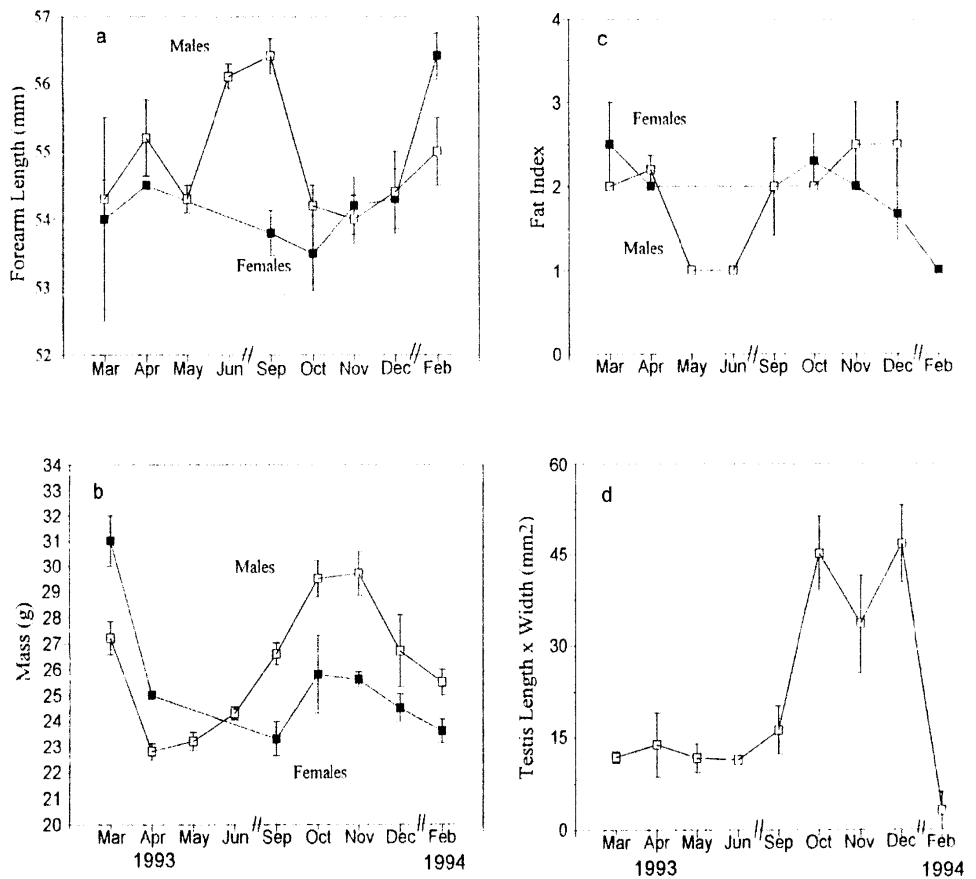 a
Males
Females
Forearm Length (mm)
57
56
55
54
53
52
Mar Apr May Jun // Sep Oct Nov Dec // Feb
c
Females
Males
Fat Index
4
3
2
1
0
Mar Apr May Jun // Sep Oct Nov Dec // Feb
b
Males
Females
Mass (g)
34
33
32
31
30
29
28
27
26
25
24
23
22
21
20
Mar Apr May Jun // Sep Oct Nov Dec // Feb
1993 1994
d
Testis Length x Width (mm2)
60
45
30
15
0
Mar Apr May Jun // Sep Oct Nov Dec // Feb
1993 1994